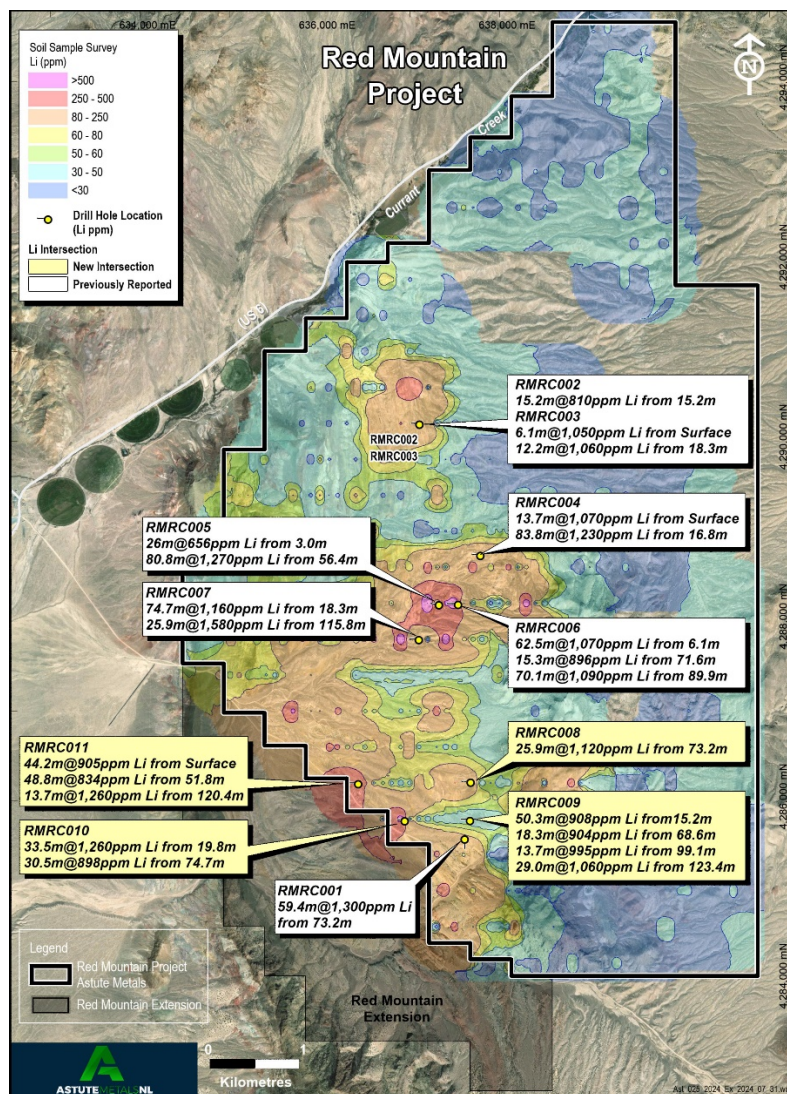 634,000 mE
636,000 mE
638,000 mE
Soil Sample Survey
Li (ppm)
>500
250 - 500
80 - 250
60 - 80
50 - 60
30 - 50
<30
Drill Hole Location
(Li ppm)
Li Intersection
New Intersection
Previously Reported
Red Mountain
Project
N
4,294,000 mN
Creek
Currant
4,292,000 mN
(US 6)
RMRC002
15.2m@810ppm Li from 15.2m
RMRC003
6.1m@1,050ppm Li from Surface
12.2m@1,060ppm Li from 18.3m
RMRC002
RMRC003
4,290,000 mN
RMRC004
13.7m@1,070ppm Li from Surface
83.8m@1,230ppm Li from 16.8m
RMRC005
26m@656ppm Li from 3.0m
80.8m@1,270ppm Li from 56.4m
RMRC007
74.7m@1,160ppm Li from 18.3m
25.9m@1,580ppm Li from 115.8m
4,288,000 mN
RMRC006
62.5m@1,070ppm Li from 6.1m
15.3m@896ppm Li from 71.6m
70.1m@1,090ppm Li from 89.9m
RMRC008
25.9m@1,120ppm Li from 73.2m
RMRC011
44.2m@905ppm Li from Surface
48.8m@834ppm Li from 51.8m
13.7m@1,260ppm Li from 120.4m
4,286,000 mN
RMRC009
50.3m@908ppm Li from15.2m
18.3m@904ppm Li from 68.6m
13.7m@995ppm Li from 99.1m
29.0m@1,060ppm Li from 123.4m
RMRC010
33.5m@1,260ppm Li from 19.8m
30.5m@898ppm Li from 74.7m
RMRC001
59.4m@1,300ppm Li
from 73.2m
Legend
Red Mountain Project
Astute Metals
Red Mountain Extension
4,284,000 mN
Red Mountain
Extension
0 1
Kilometres
ASTUTEMETALSNL